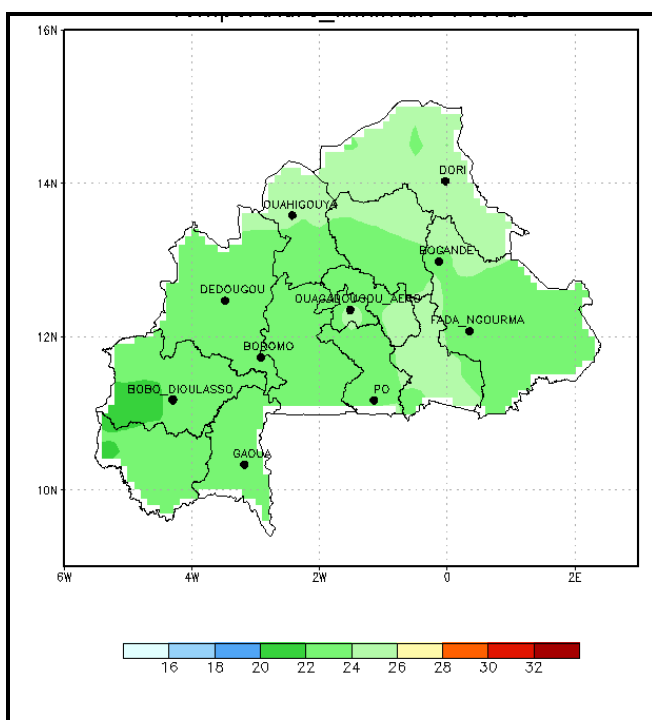 16N
14N
12N
10N
6W 4W 2W 0 2E
DORI
OUAHIGOUYA
BOGANDE
DEDOUGOU
OUAGADOUGOU_AERO
FADA_NGOURMA
BOROMO
BOBO_DIOULASSO
PO
GAOUA
16 18 20 22 24 26 28 30 32